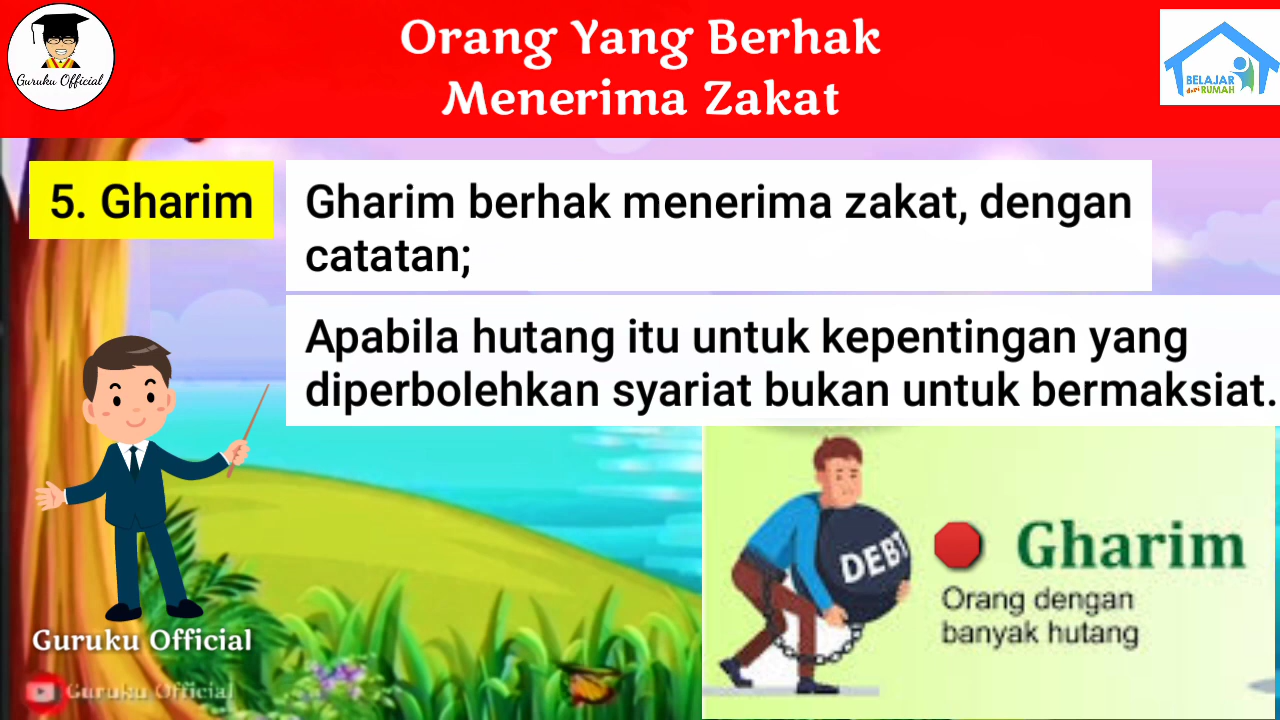 Orang Yang Berhak
Menerima Zakat
Guruku Official
BELAJAR
dari RUMAH
5. Gharim
Gharim berhak menerima zakat, dengan
catatan;
Apabila hutang itu untuk kepentingan yang
diperbolehkan syariat bukan untuk bermaksiat.
DEBT
Gharim
Orang dengan
banyak hutang
Guruku Official
Guruku Official